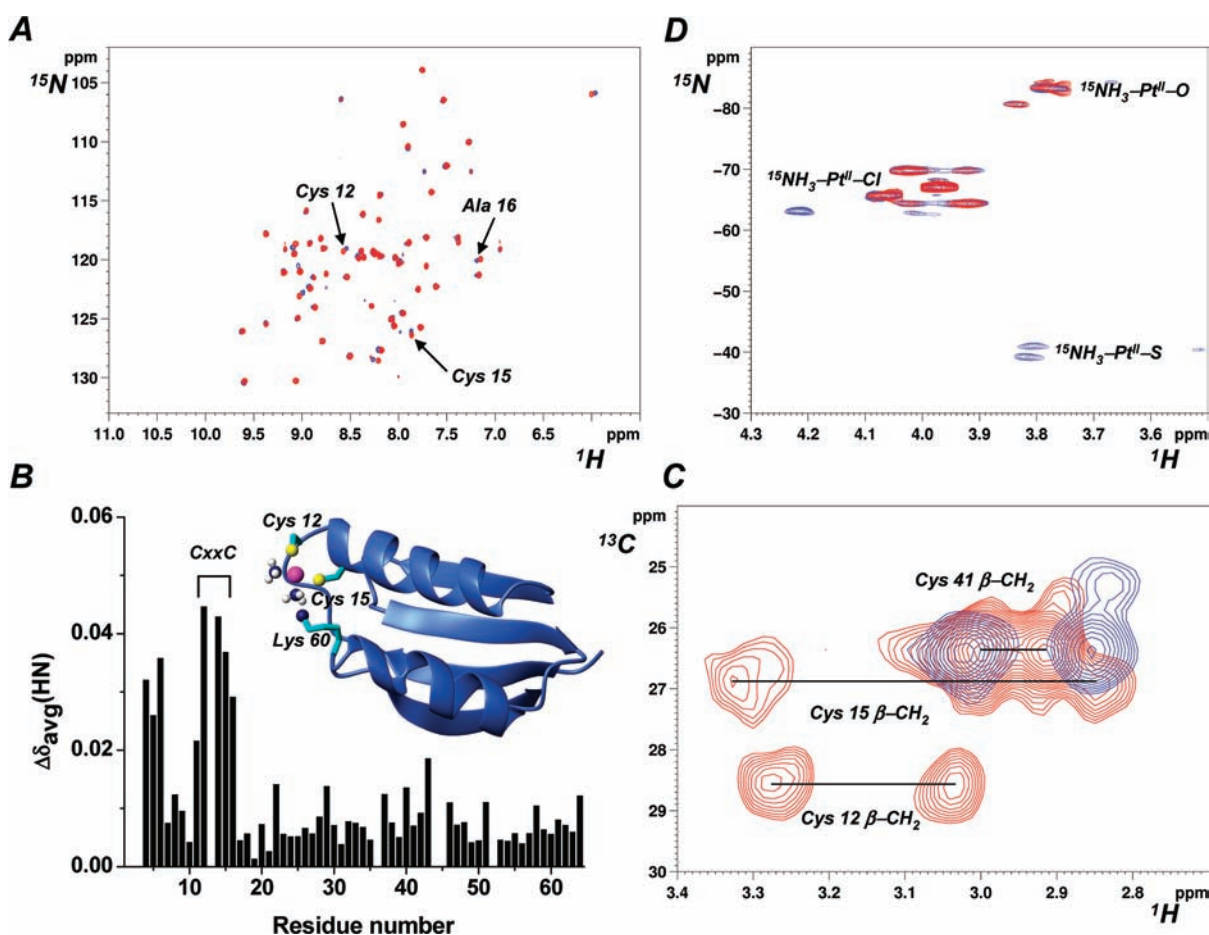 A
ppm
15N
105
110
115
120
125
130
Cys 12
Ala 16
Cys 15
11.0 10.5 10.0 9.5 9.0 8.5 8.0 7.5 7.0 6.5 ppm
1H
D
ppm
15N
−80
−70
−60
−50
−40
−30
15NH3–PtII–O
15NH3–PtII–Cl
15NH3–PtII–S
4.3 4.2 4.1 4.0 3.9 3.8 3.7 3.6 ppm
1H
B
0.06
0.04
0.02
0.00
Δδavg(HN)
CxxC
Cys 12
Cys 15
Lys 60
10 20 30 40 50 60
Residue number
C
ppm
13C
25
26
27
28
29
30
Cys 41 β–CH2
Cys 15 β–CH2
Cys 12 β–CH2
3.4 3.3 3.2 3.1 3.0 2.9 2.8 ppm
1H